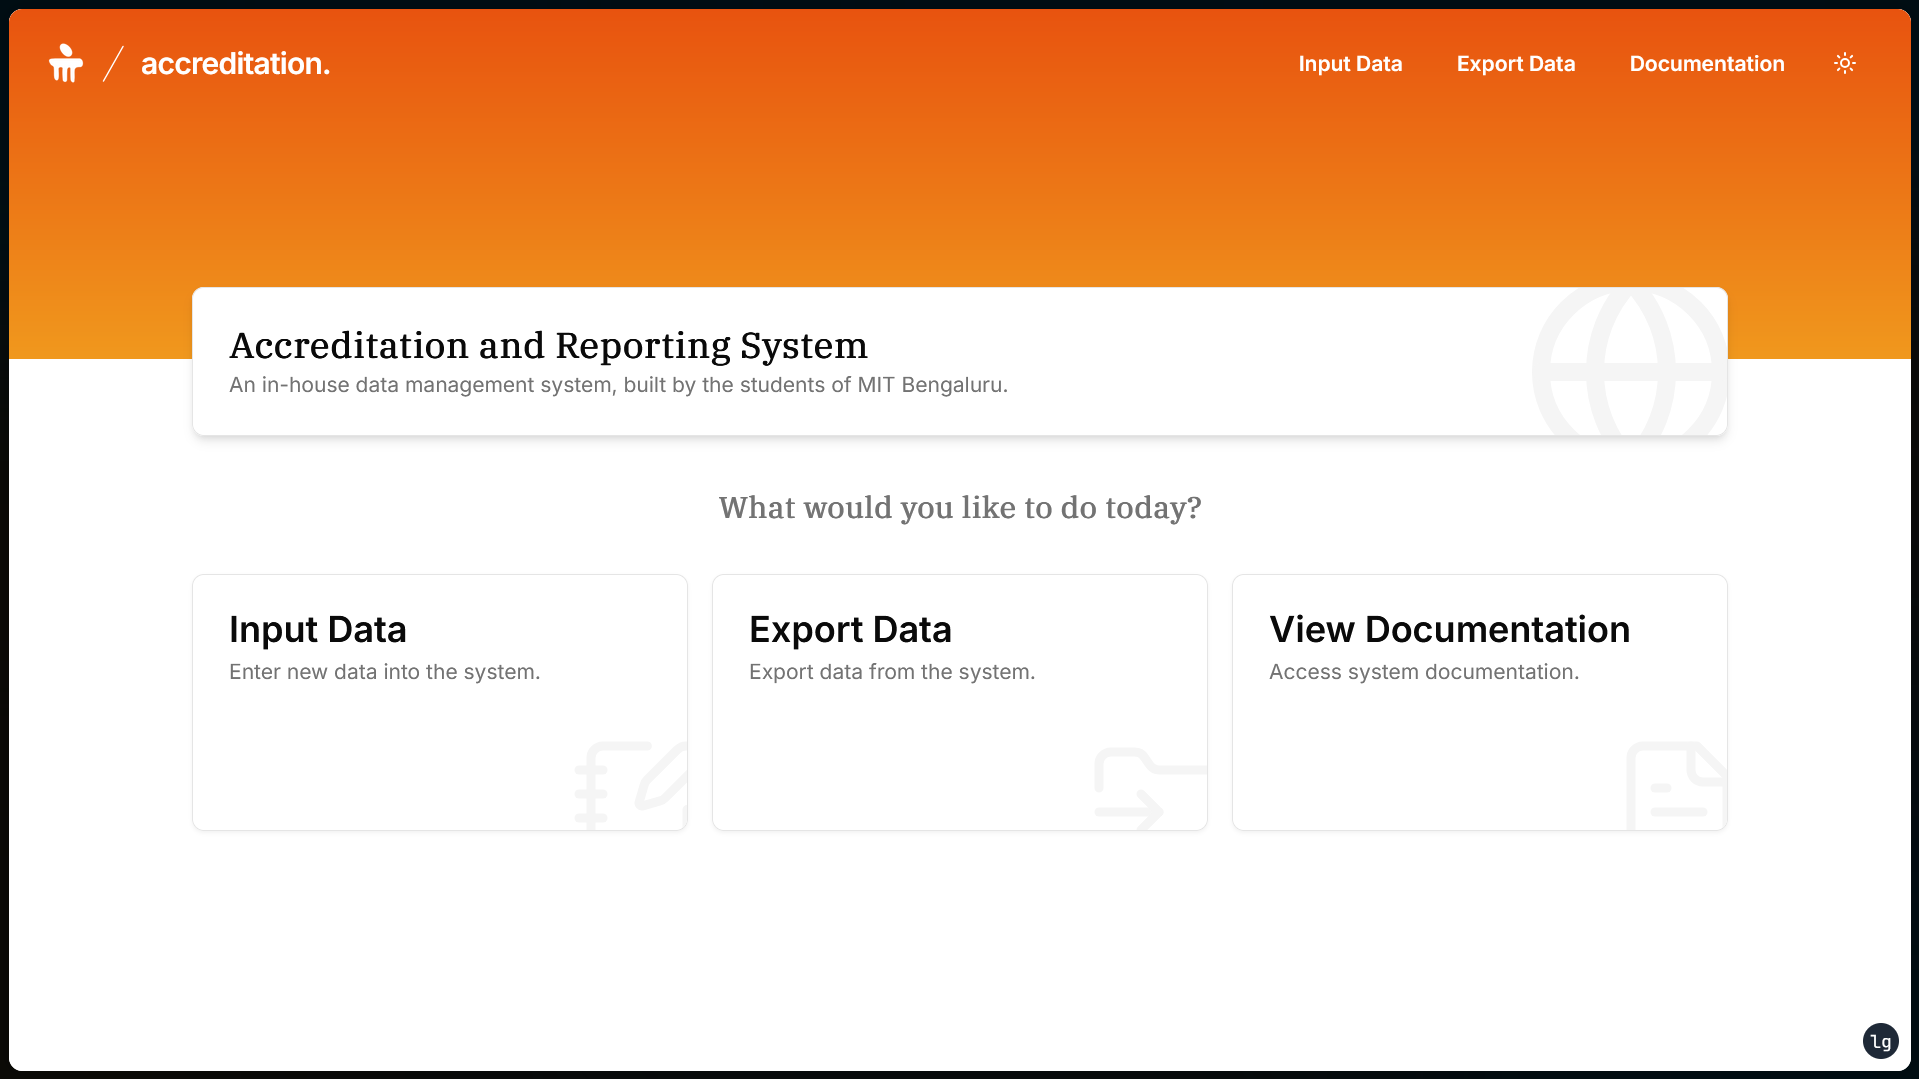 accreditation.
Input Data
Export Data
Documentation
Accreditation and Reporting System
An in-house data management system, built by the students of MIT Bengaluru.
What would you like to do today?
Input Data
Enter new data into the system.
Export Data
Export data from the system.
View Documentation
Access system documentation.
lg